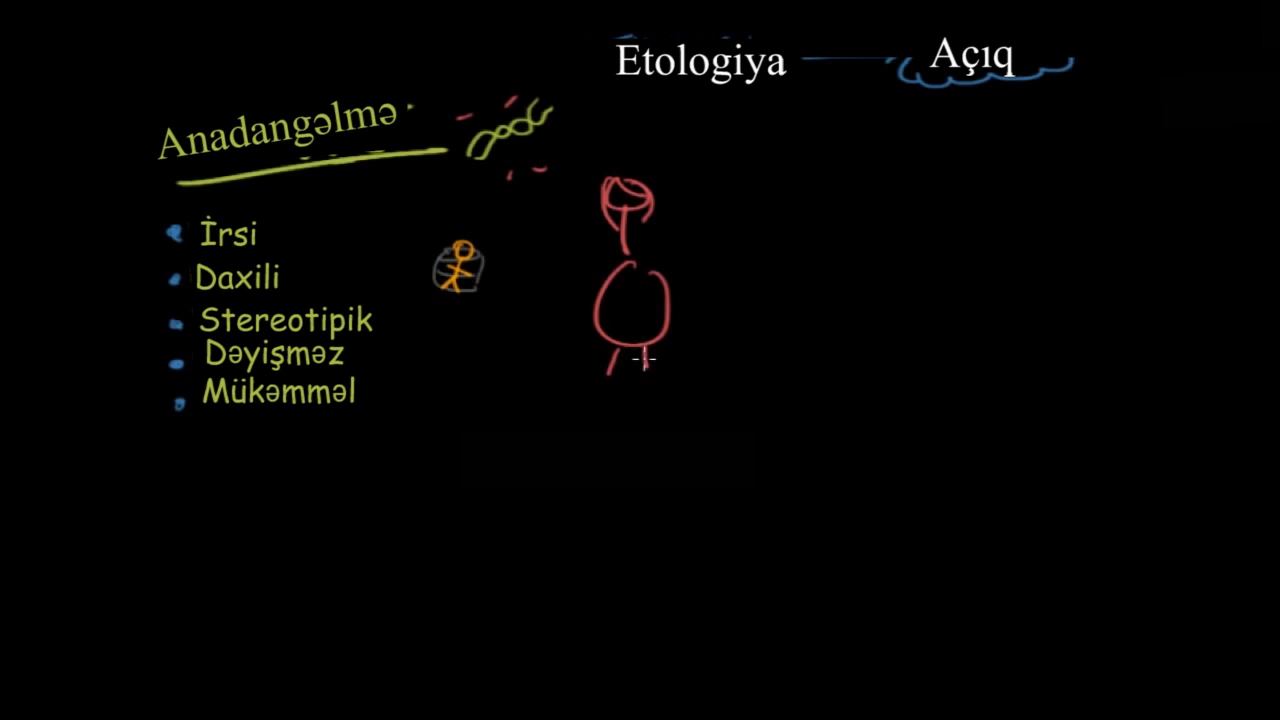 Etologiya
Açıq
Anadangəlmə
İrsi
Daxili
Stereotipik
Dəyişməz
Mükəmməl